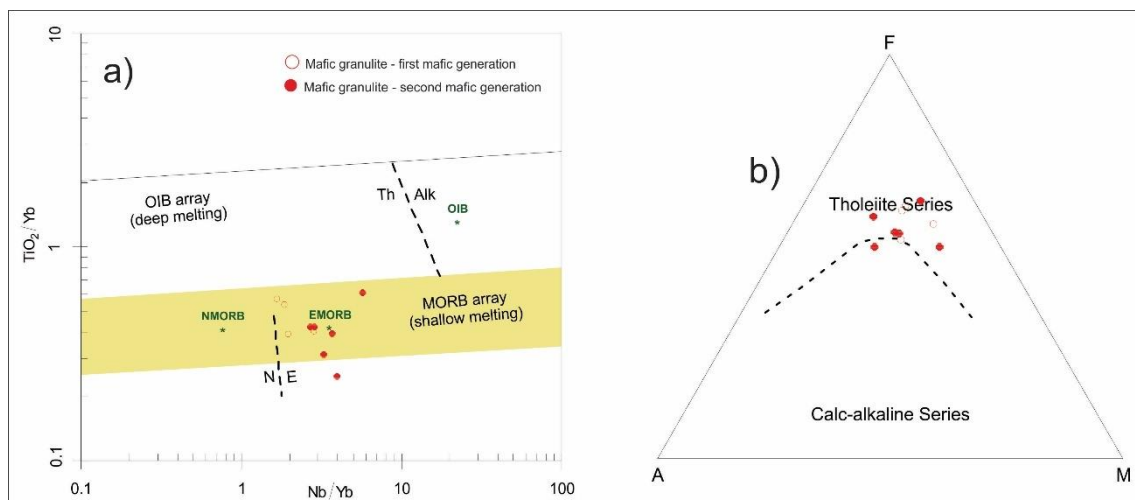 a)
Mafic granulite - first mafic generation
Mafic granulite - second mafic generation
10
1
0.1
TiO2/Yb
OIB array
(deep melting)
Th Alk
OIB
NMORB
EMORB
MORB array
(shallow melting)
N E
0.1
1
10
100
Nb/Yb
b)
F
Tholeiite Series
Calc-alkaline Series
A
M